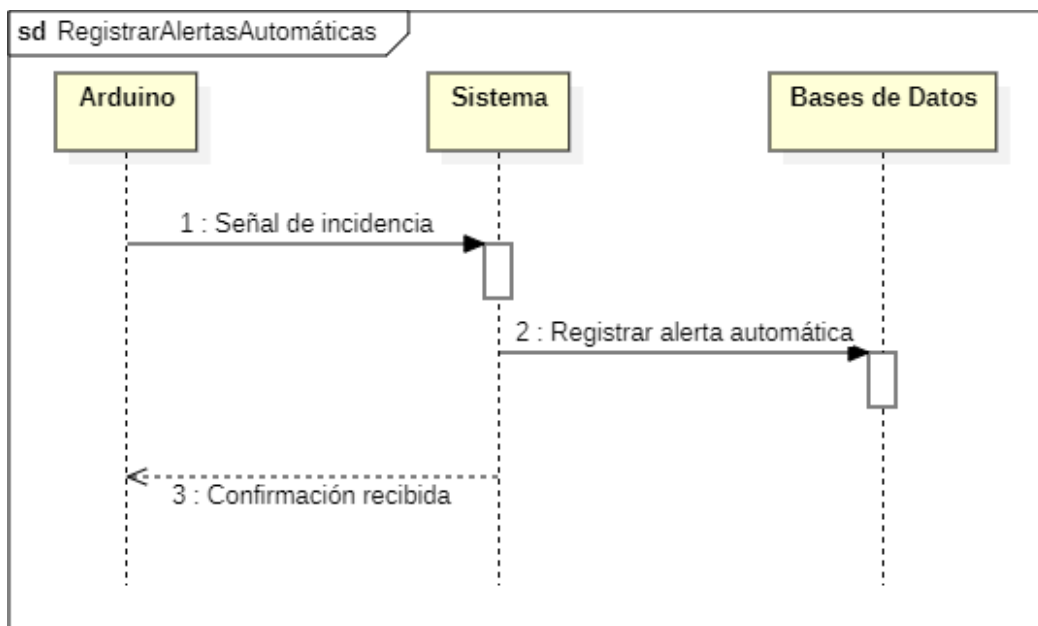 sd RegistrarAlertasAutomáticas
Arduino
Sistema
Bases de Datos
1 : Señal de incidencia
2 : Registrar alerta automática
3 : Confirmación recibida